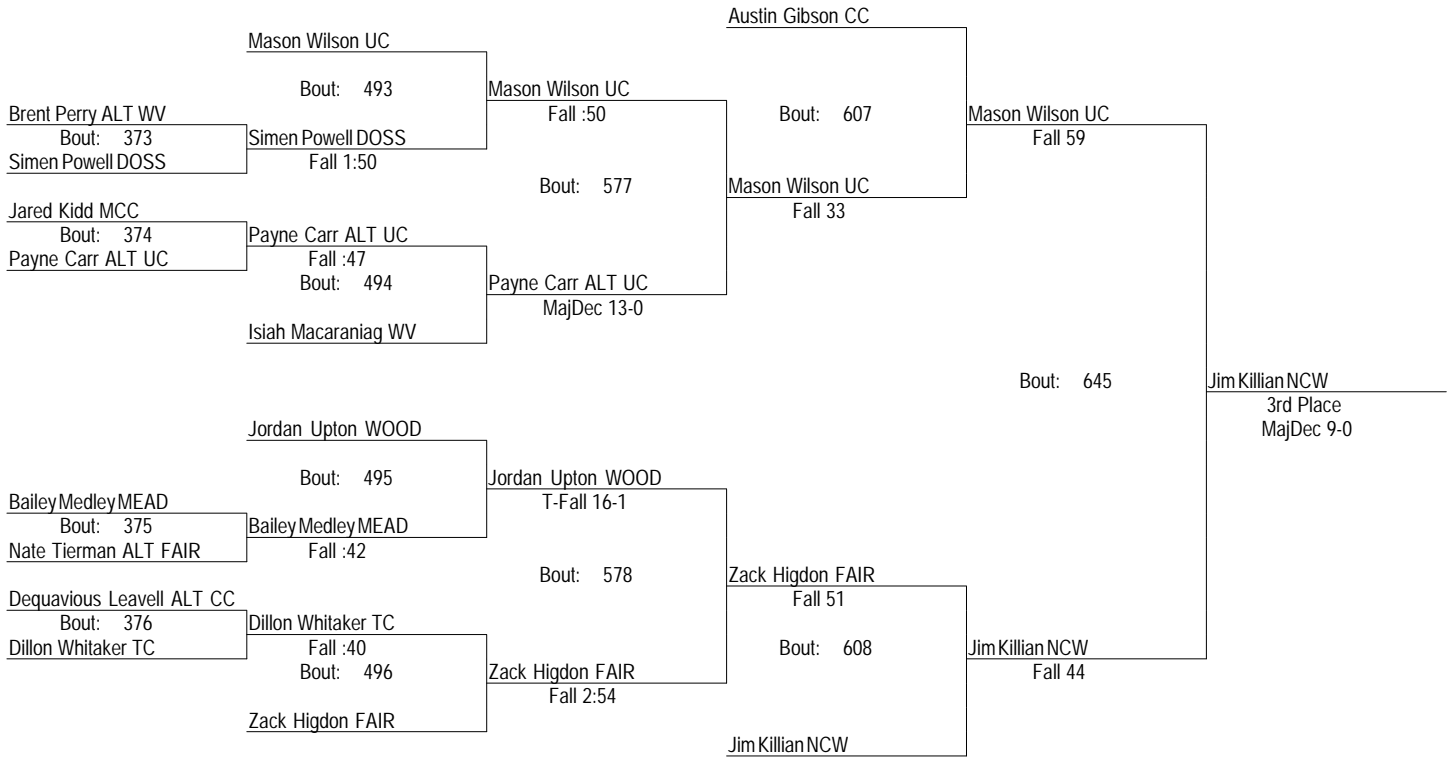 Austin Gibson CC
Mason Wilson UC
Bout: 493
Mason Wilson UC
Fall :50
Brent Perry ALT WV
Bout: 373
Simen Powell DOSS
Simen Powell DOSS
Fall 1:50
Bout: 607
Mason Wilson UC
Fall 59
Bout: 577
Mason Wilson UC
Fall 33
Jared Kidd MCC
Bout: 374
Payne Carr ALT UC
Payne Carr ALT UC
Fall :47
Bout: 494
Payne Carr ALT UC
MajDec 13-0
Isiah Macaraniag WV
Bout: 645
Jim Killian NCW
3rd Place
MajDec 9-0
Jordan Upton WOOD
Bout: 495
Jordan Upton WOOD
T-Fall 16-1
Bailey Medley MEAD
Bout: 375
Nate Tierman ALT FAIR
Bailey Medley MEAD
Fall :42
Bout: 578
Zack Higdon FAIR
Fall 51
Dequavious Leavell ALT CC
Bout: 376
Dillon Whitaker TC
Dillon Whitaker TC
Fall :40
Bout: 496
Zack Higdon FAIR
Fall 2:54
Bout: 608
Jim Killian NCW
Fall 44
Zack Higdon FAIR
Jim Killian NCW